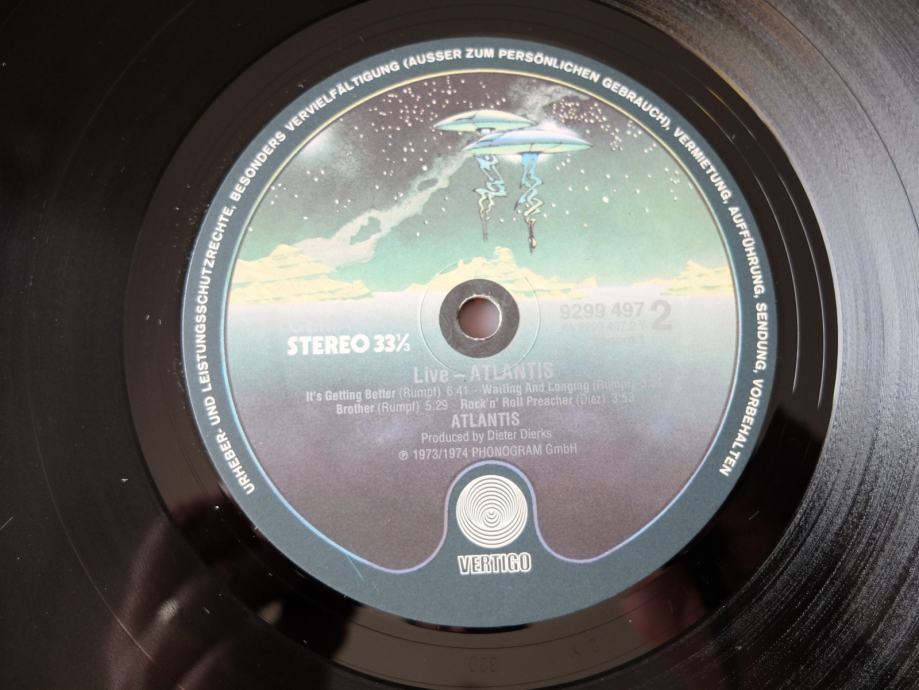 URHEBER- UND LEISTUNGSSCHUTZRECHTE, BESONDERS VERVIELFÄLTIGUNG (AUSSER ZUM PERSÖNLICHEN GEBRAUCH), VERMIETUNG, AUFFÜHRUNG, SENDUNG, VORBEHALTEN
9299 497 2
STEREO 33⅓
Live – ATLANTIS
It's Getting Better (Rumpf) 6:41 - Waiting And Longing (Rumpf)
Brother (Rumpf) 5:29 - Rock'n' Roll Preacher (Diez) 3:53
ATLANTIS
Produced by Dieter Dierks
℗ 1973/1974 PHONOGRAM GmbH
VERTIGO